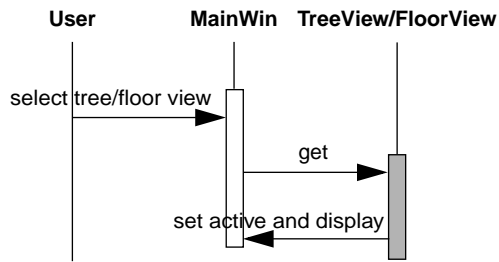 User MainWin TreeView/FloorView
select tree/floor view
get
set active and display